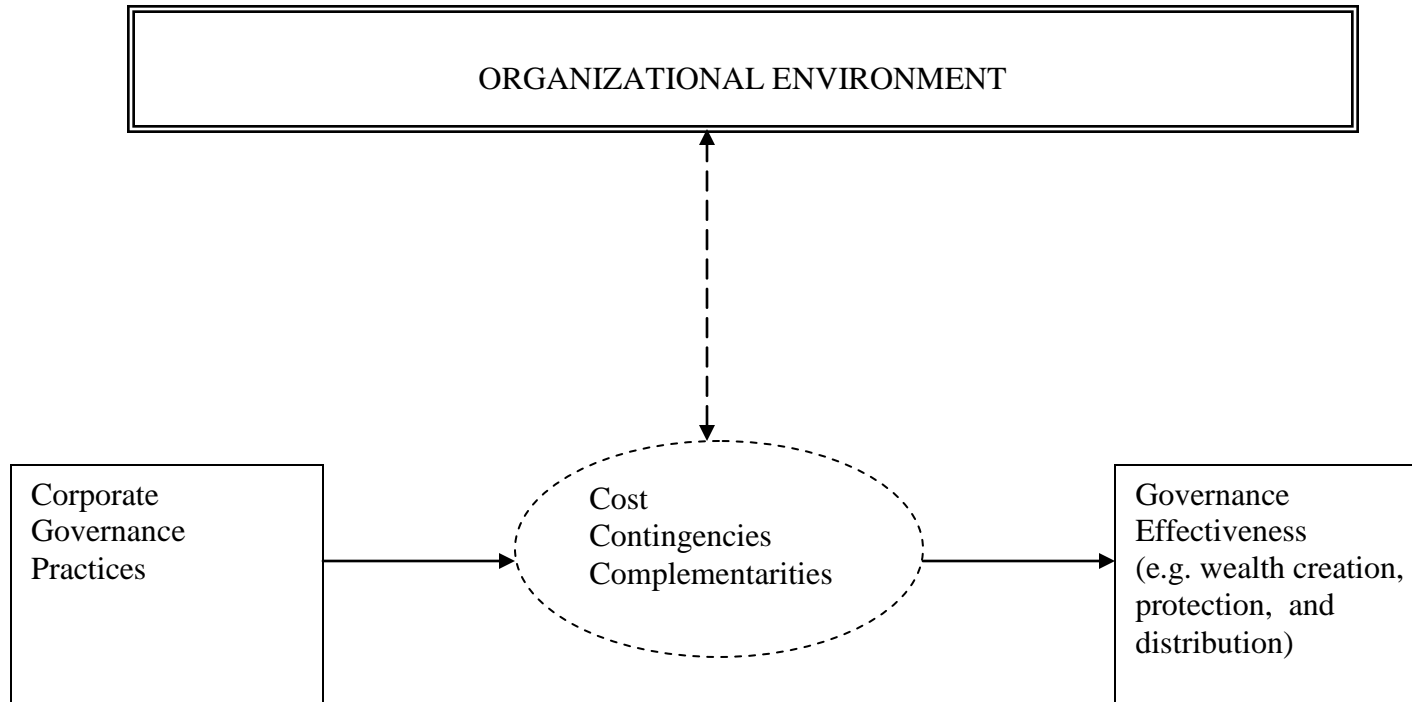 ORGANIZATIONAL ENVIRONMENT
Corporate
Governance
Practices
Cost
Contingencies
Complementarities
Governance
Effectiveness
(e.g. wealth creation,
protection, and
distribution)